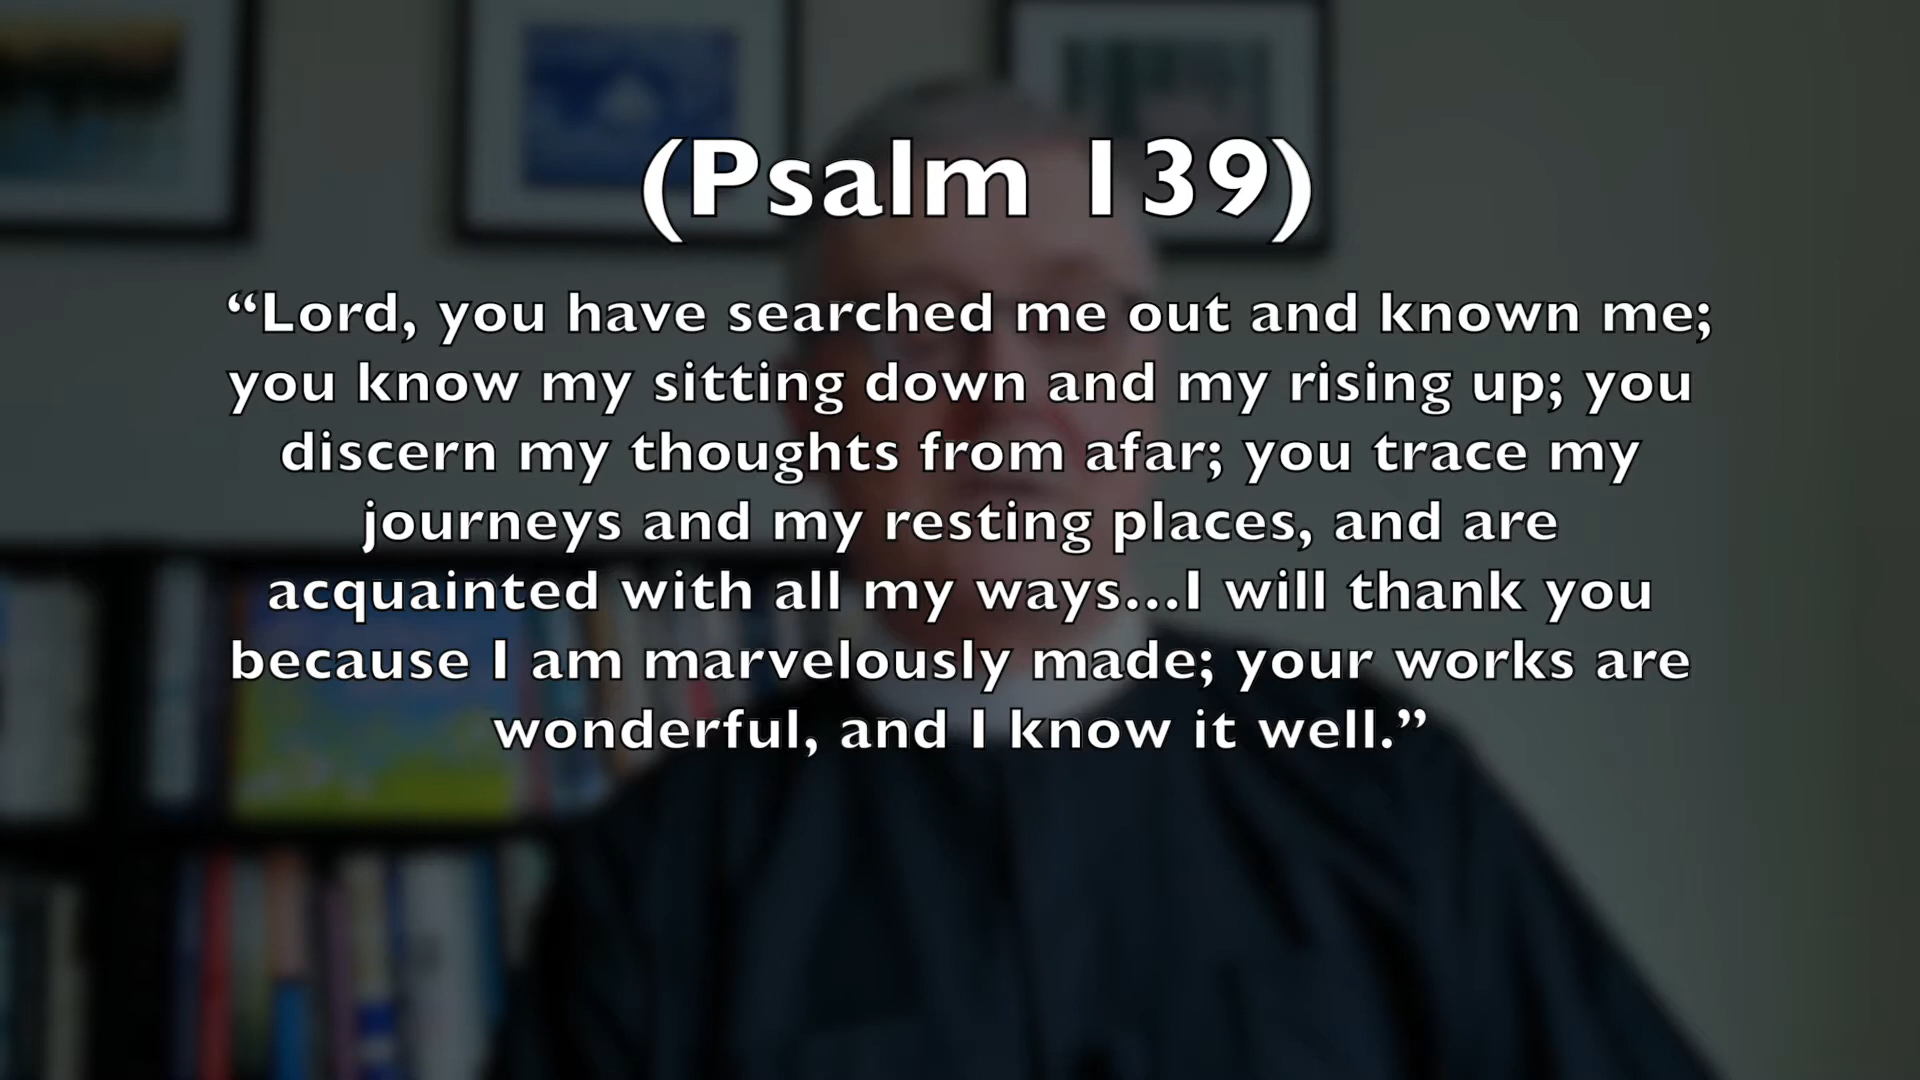 (Psalm 139)
“Lord, you have searched me out and known me;
you know my sitting down and my rising up; you
discern my thoughts from afar; you trace my
journeys and my resting places, and are
acquainted with all my ways...I will thank you
because I am marvelously made; your works are
wonderful, and I know it well.”